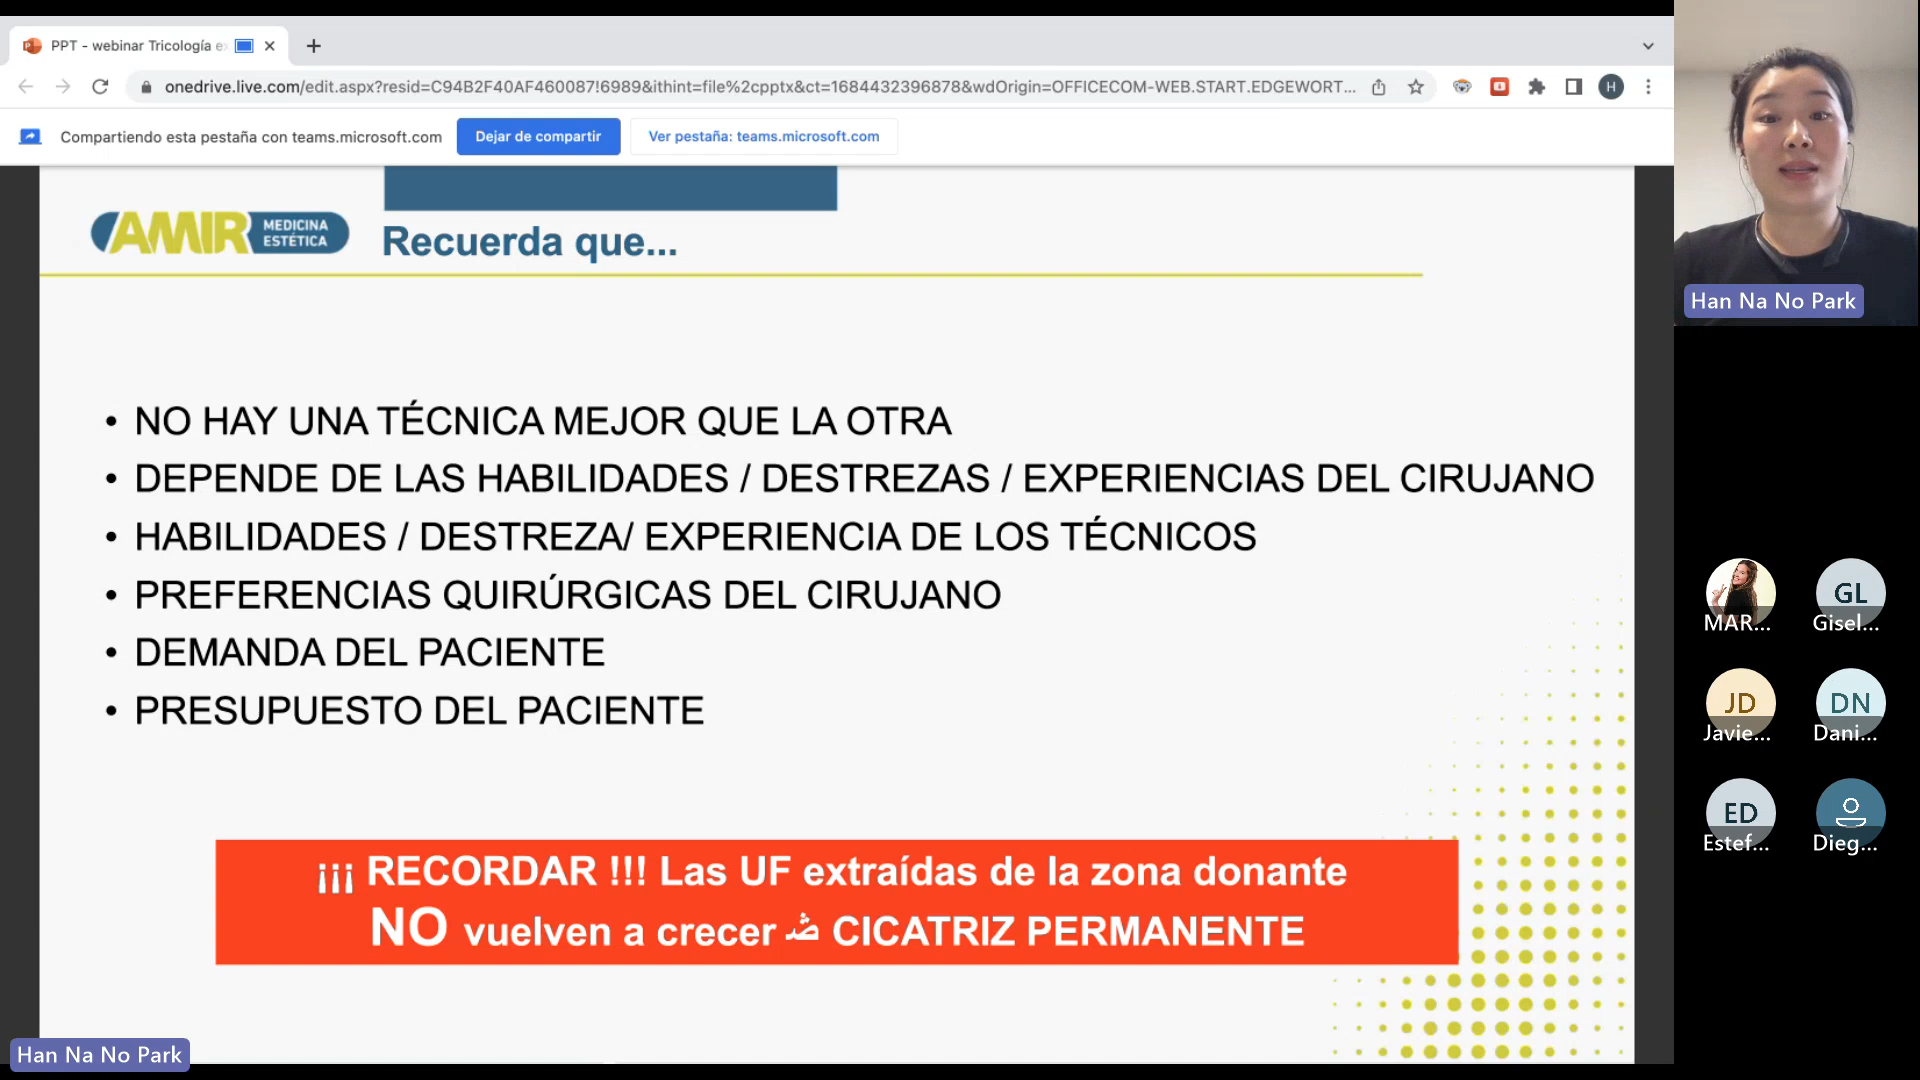 PPT - webinar Tricología e
onedrive.live.com/edit.aspx?resid=C94B2F40AF460087!6989&ithint=file%2cpptx&ct=1684432396878&wdOrigin=OFFICECOM-WEB.START.EDGEWORT...
H
Compartiendo esta pestaña con teams.microsoft.com
Dejar de compartir
Ver pestaña: teams.microsoft.com
AMIR MEDICINA ESTÉTICA
Recuerda que...
• NO HAY UNA TÉCNICA MEJOR QUE LA OTRA
• DEPENDE DE LAS HABILIDADES / DESTREZAS / EXPERIENCIAS DEL CIRUJANO
• HABILIDADES / DESTREZA/ EXPERIENCIA DE LOS TÉCNICOS
• PREFERENCIAS QUIRÚRGICAS DEL CIRUJANO
• DEMANDA DEL PACIENTE
• PRESUPUESTO DEL PACIENTE
¡¡¡ RECORDAR !!! Las UF extraídas de la zona donante
NO vuelven a crecer CICATRIZ PERMANENTE
Han Na No Park
Han Na No Park
MAR...
GL
Gisel...
JD
Javie...
DN
Dani...
ED
Estef...
Dieg...